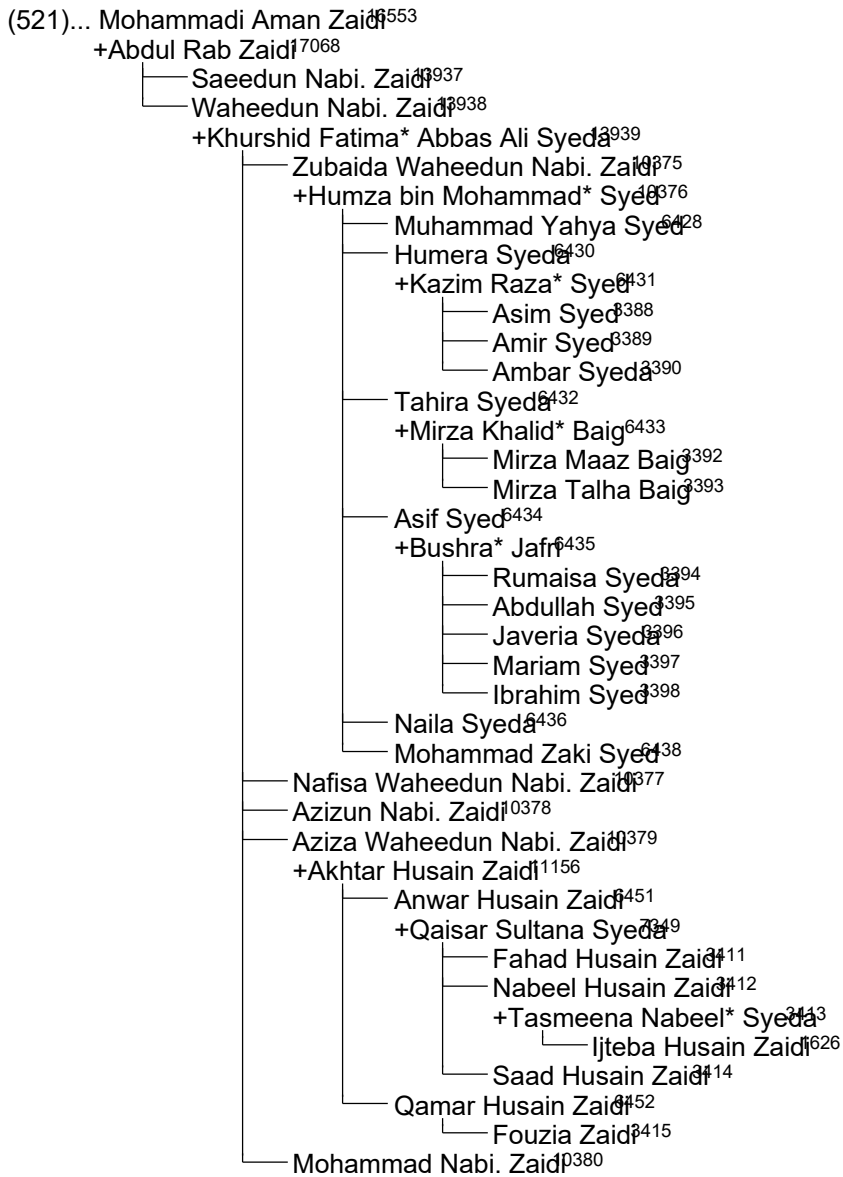 (521)... Mohammadi Aman Zaidi16553
+Abdul Rab Zaidi17068
Saeedun Nabi. Zaidi13937
Waheedun Nabi. Zaidi13938
+Khurshid Fatima* Abbas Ali Syeda13939
Zubaida Waheedun Nabi. Zaidi10375
+Humza bin Mohammad* Syed10376
Muhammad Yahya Syed6428
Humera Syeda6430
+Kazim Raza* Syed6431
Asim Syed3388
Amir Syed3389
Ambar Syeda3390
Tahira Syeda6432
+Mirza Khalid* Baig6433
Mirza Maaz Baig3392
Mirza Talha Baig3393
Asif Syed6434
+Bushra* Jafri6435
Rumaisa Syeda3394
Abdullah Syed3395
Javeria Syeda3396
Mariam Syed3397
Ibrahim Syed3398
Naila Syeda6436
Mohammad Zaki Syed6438
Nafisa Waheedun Nabi. Zaidi10377
Azizun Nabi. Zaidi10378
Aziza Waheedun Nabi. Zaidi10379
+Akhtar Husain Zaidi11156
Anwar Husain Zaidi6451
+Qaisar Sultana Syeda7349
Fahad Husain Zaidi3411
Nabeel Husain Zaidi3412
+Tasmeena Nabeel* Syeda3413
Ijteba Husain Zaidi1626
Saad Husain Zaidi3414
Qamar Husain Zaidi6452
Fouzia Zaidi3415
Mohammad Nabi. Zaidi10380